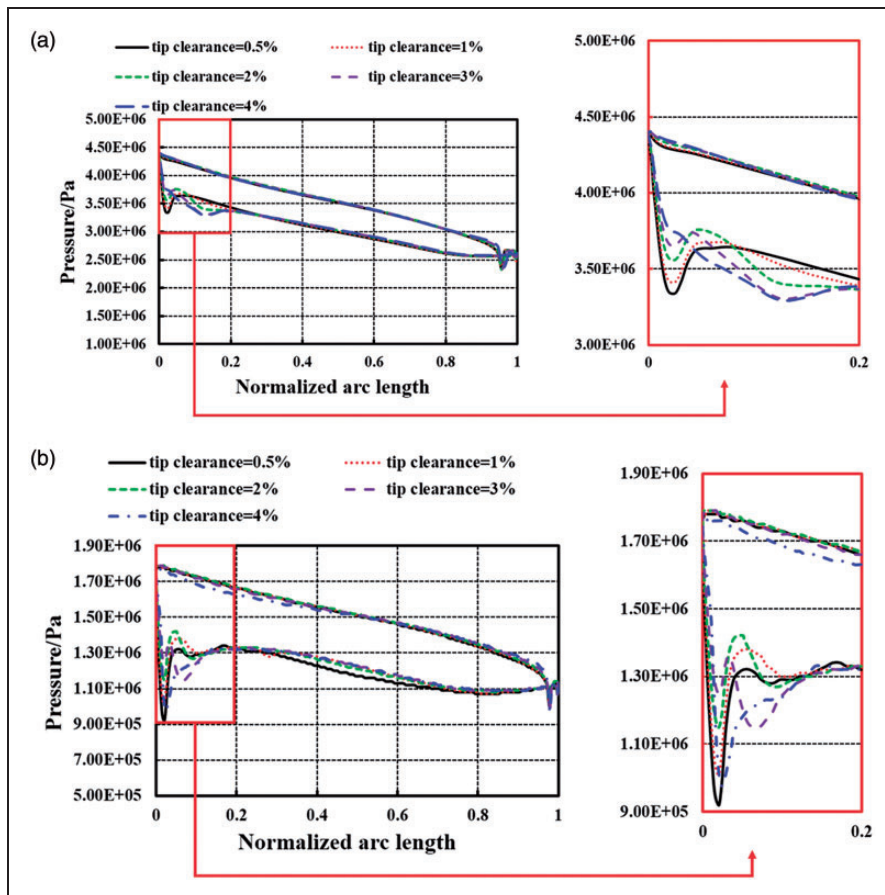 (a)
tip clearance=0.5% tip clearance=1%
tip clearance=2% tip clearance=3%
tip clearance=4%
Pressure/Pa
5.00E+06
4.50E+06
4.00E+06
3.50E+06
3.00E+06
2.50E+06
2.00E+06
1.50E+06
1.00E+06
0 0.2 0.4 0.6 0.8 1
Normalized arc length
5.00E+06
4.50E+06
4.00E+06
3.50E+06
3.00E+06
0 0.2
(b)
tip clearance=0.5% tip clearance=1%
tip clearance=2% tip clearance=3%
tip clearance=4%
Pressure/Pa
1.90E+06
1.70E+06
1.50E+06
1.30E+06
1.10E+06
9.00E+05
7.00E+05
5.00E+05
0 0.2 0.4 0.6 0.8 1
Normalized arc length
1.90E+06
1.70E+06
1.50E+06
1.30E+06
1.10E+06
9.00E+05
0 0.2